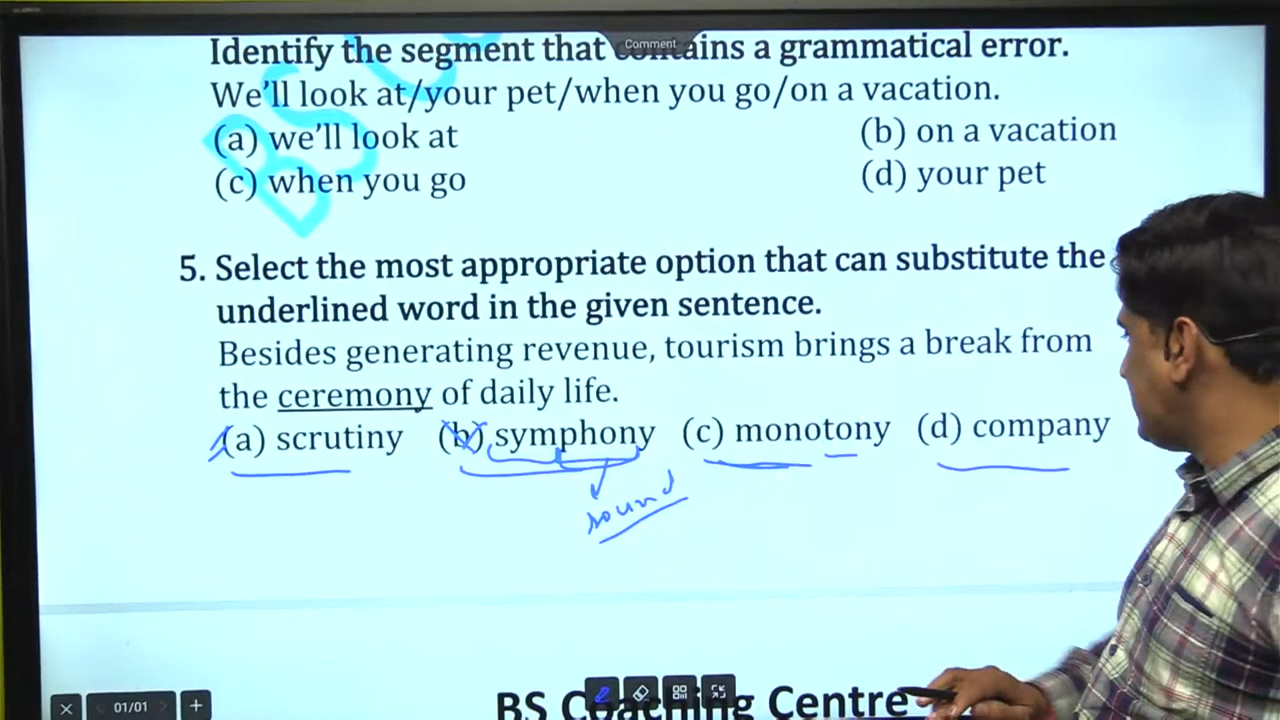 Identify the segment that contains a grammatical error.
Comment
We'll look at/your pet/when you go/on a vacation.
(a) we'll look at (b) on a vacation
(c) when you go (d) your pet
5. Select the most appropriate option that can substitute the
underlined word in the given sentence.
Besides generating revenue, tourism brings a break from
the ceremony of daily life.
(a) scrutiny (b) symphony (c) monotony (d) company
sound
01/01
BS Coaching Centre
BS